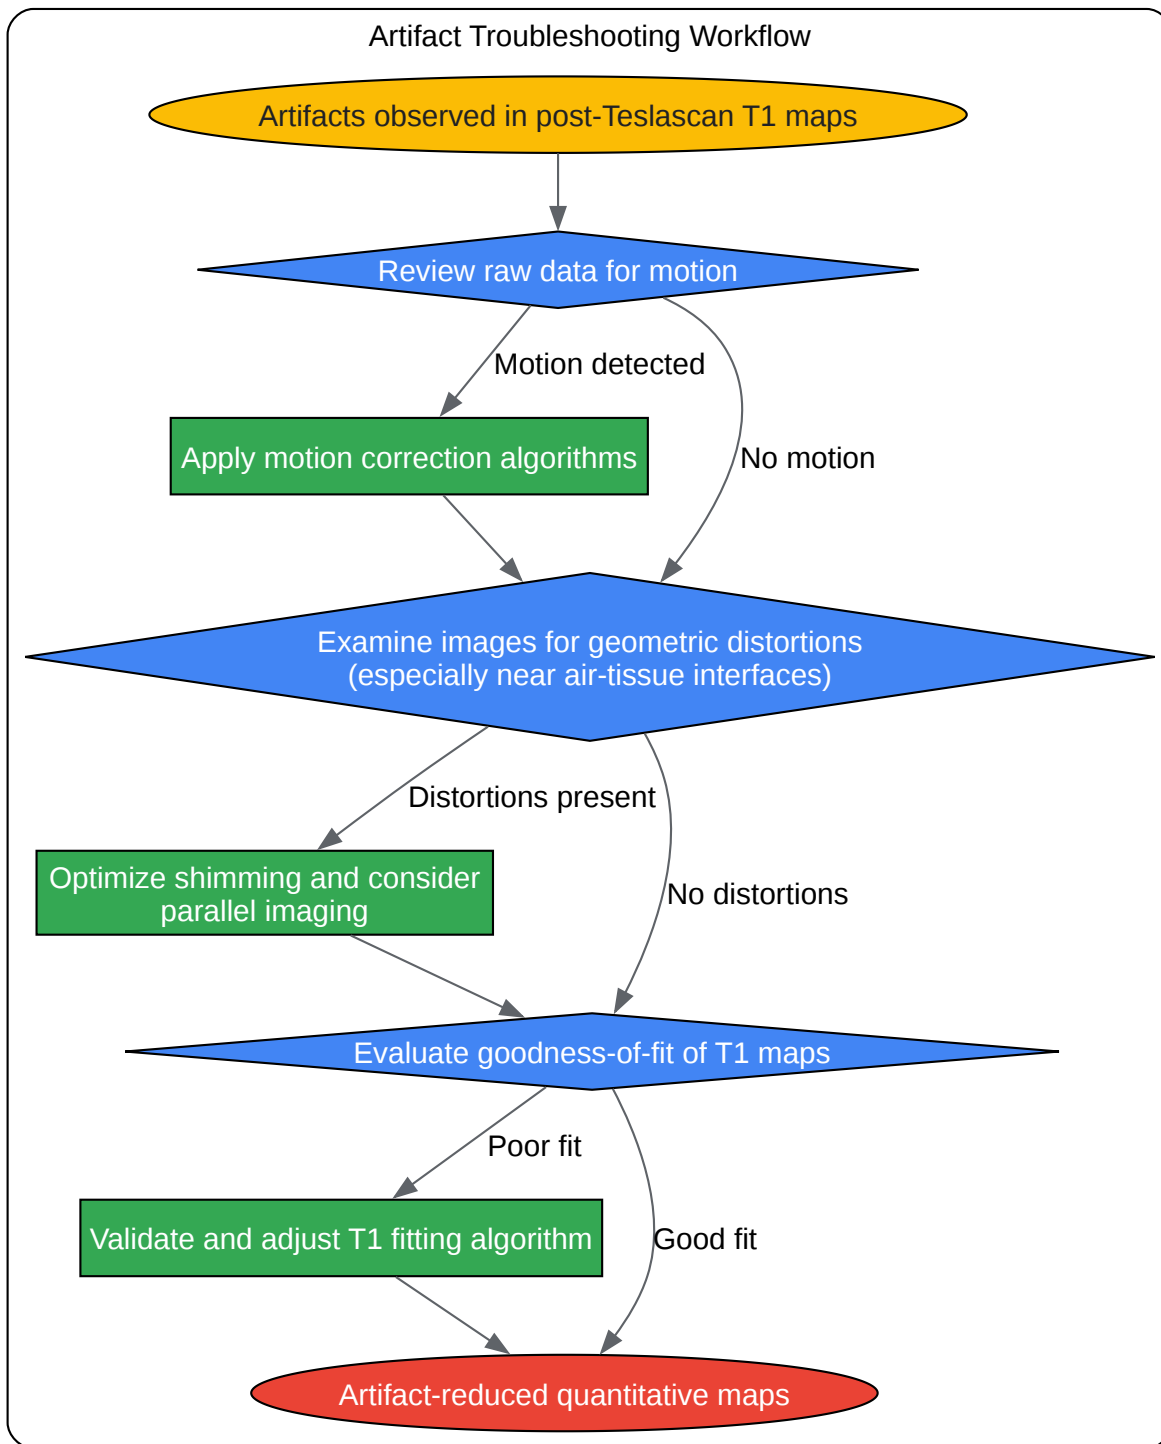 Artifact Troubleshooting Workflow
Artifacts observed in post-Teslascan T1 maps
Review raw data for motion
Motion detected
Apply motion correction algorithms
No motion
Examine images for geometric distortions
(especially near air-tissue interfaces)
Distortions present
Optimize shimming and consider
parallel imaging
No distortions
Evaluate goodness-of-fit of T1 maps
Poor fit
Validate and adjust T1 fitting algorithm
Good fit
Artifact-reduced quantitative maps